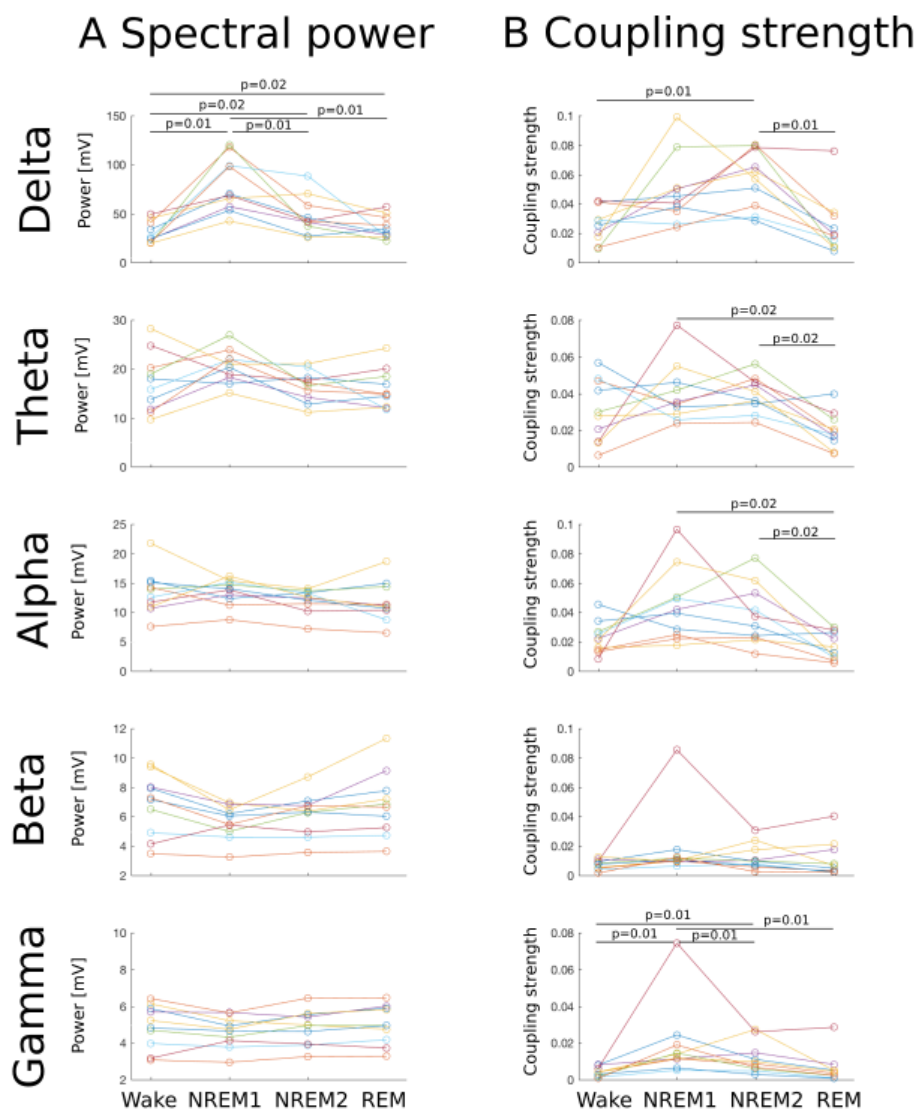 A Spectral power
B Coupling strength
Delta
Power [mV]
150
100
50
0
p=0.02
p=0.02
p=0.01
p=0.01
p=0.01
Coupling strength
0.1
0.08
0.06
0.04
0.02
0
p=0.01
p=0.01
Theta
Power [mV]
30
20
10
0
Coupling strength
0.08
0.06
0.04
0.02
0
p=0.02
p=0.02
Alpha
Power [mV]
25
20
15
10
5
0
Coupling strength
0.1
0.08
0.06
0.04
0.02
0
p=0.02
p=0.02
Beta
Power [mV]
12
10
8
6
4
2
Coupling strength
0.1
0.08
0.06
0.04
0.02
0
Gamma
Power [mV]
10
8
6
4
2
Wake NREM1 NREM2 REM
Coupling strength
0.08
0.06
0.04
0.02
0
p=0.01
p=0.01
p=0.01
p=0.01
Wake NREM1 NREM2 REM